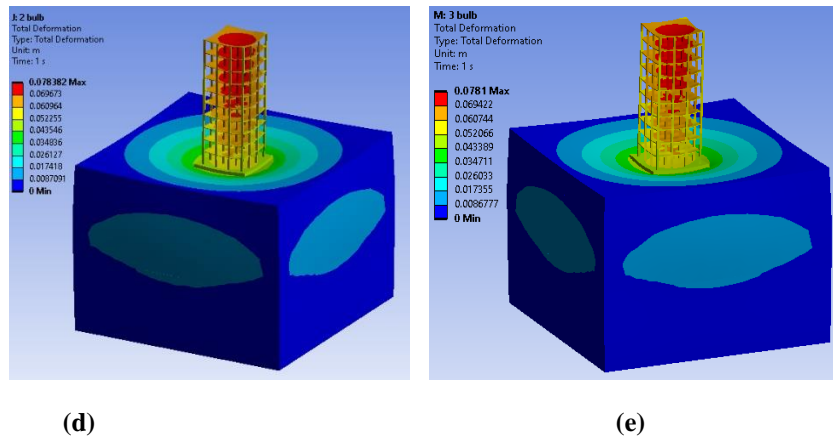 J: 2 bulb
Total Deformation
Type: Total Deformation
Unit: m
Time: 1 s
0.078382 Max
0.069673
0.060964
0.052255
0.043546
0.034836
0.026127
0.017418
0.0087091
0 Min
M: 3 bulb
Total Deformation
Type: Total Deformation
Unit: m
Time: 1 s
0.0781 Max
0.069422
0.060744
0.052066
0.043389
0.034711
0.026033
0.017355
0.0086777
0 Min
(d)
(e)